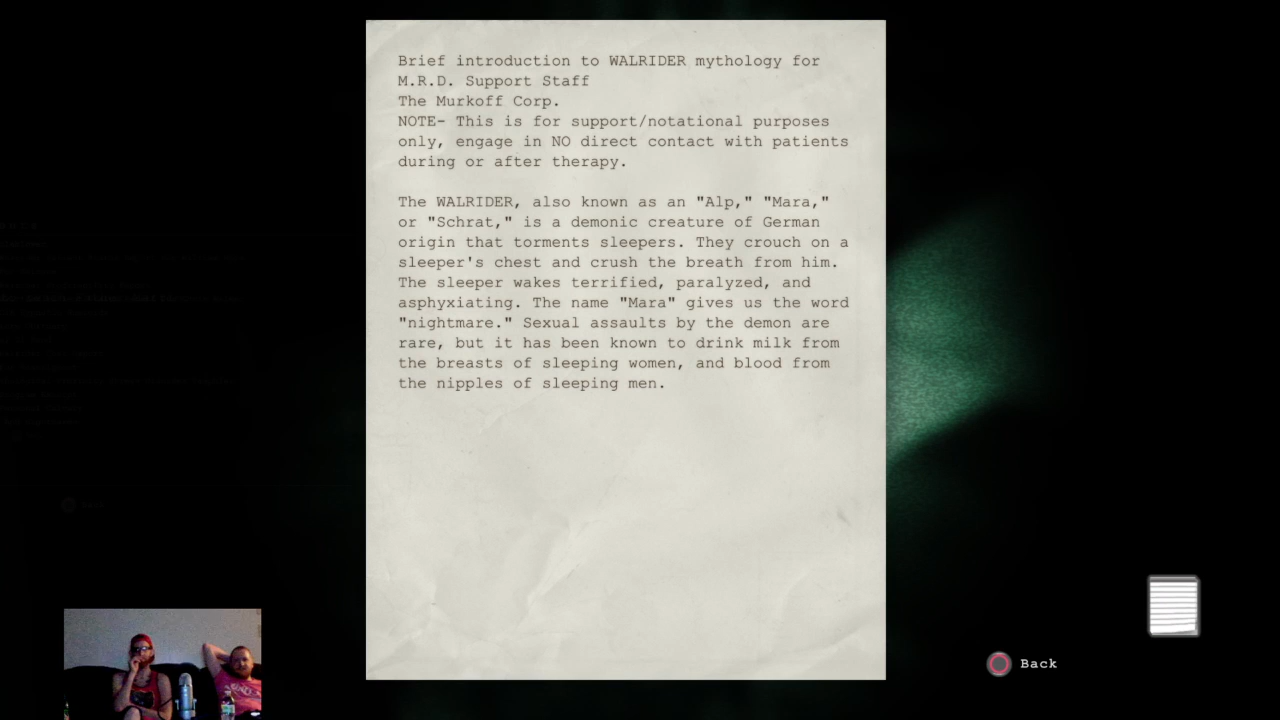 Brief introduction to WALRIDER mythology for
M.R.D. Support Staff
The Murkoff Corp.
NOTE- This is for support/notational purposes
only, engage in NO direct contact with patients
during or after therapy.
The WALRIDER, also known as an "Alp," "Mara,"
or "Schrat," is a demonic creature of German
origin that torments sleepers. They crouch on a
sleeper's chest and crush the breath from him.
The sleeper wakes terrified, paralyzed, and
asphyxiating. The name "Mara" gives us the word
"nightmare." Sexual assaults by the demon are
rare, but it has been known to drink milk from
the breasts of sleeping women, and blood from
the nipples of sleeping men.
Back